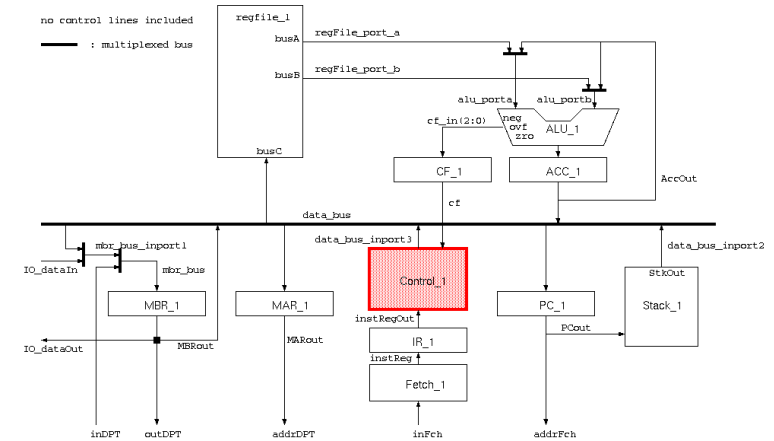 no control lines included
: multiplexed bus
regfile_1
busA
regFile_port_a
busB
regFile_port_b
busC
alu_porta
alu_portb
cf_in(2:0)
neg
ovf
zro
ALU_1
CF_1
ACC_1
AccOut
cf
data_bus
mbr_bus_inport1
data_bus_inport3
data_bus_inport2
IO_dataIn
mbr_bus
StkOut
Control_1
MBR_1
MAR_1
PC_1
Stack_1
instRegOut
PCout
IO_dataOut
MBRout
MARout
IR_1
instReg
Fetch_1
inDPT
outDPT
addrDPT
inFch
addrFch